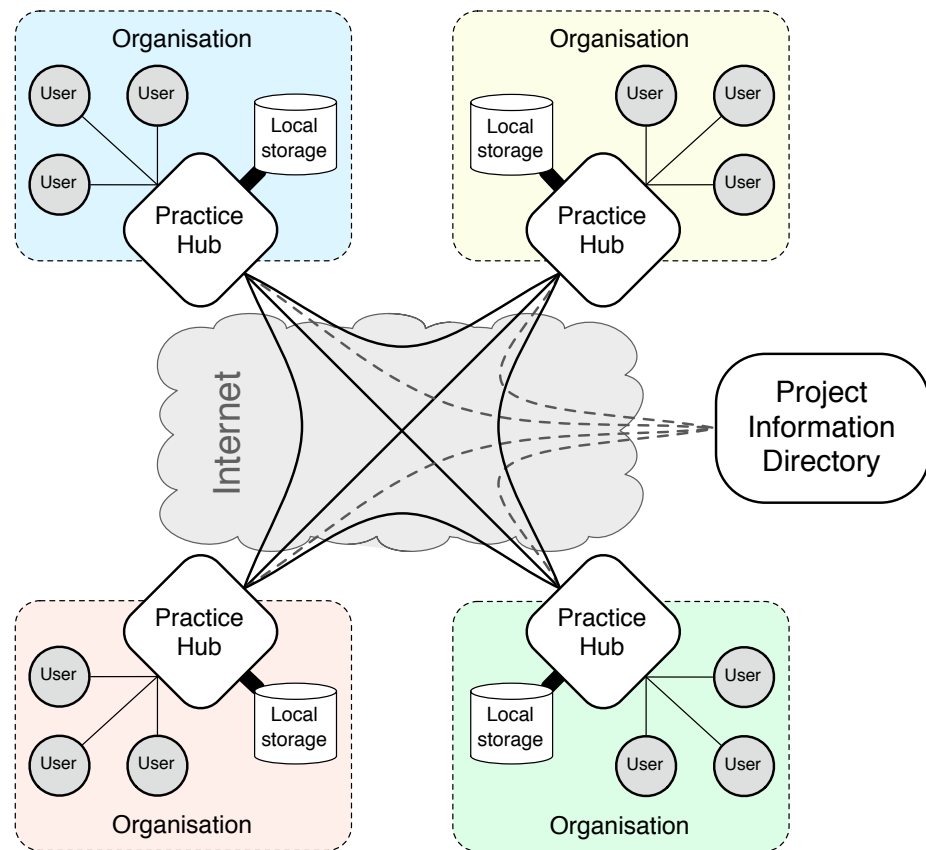 Organisation
User
User
User
Local
storage
Practice
Hub
Organisation
User
User
User
Local
storage
Practice
Hub
Internet
Project
Information
Directory
Practice
Hub
User
User
User
Local
storage
Organisation
Practice
Hub
User
User
User
Local
storage
Organisation